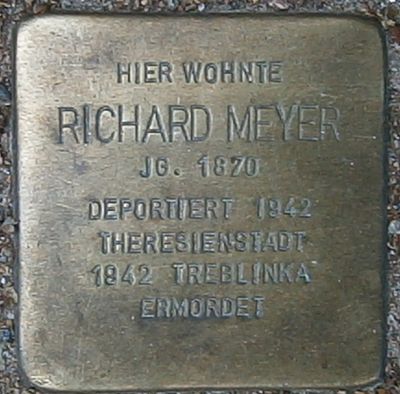 HIER WOHNTE
RICHARD MEYER
JG. 1870
DEPORTIERT 1942
THERESIENSTADT
1942 TREBLINKA
ERMORDET